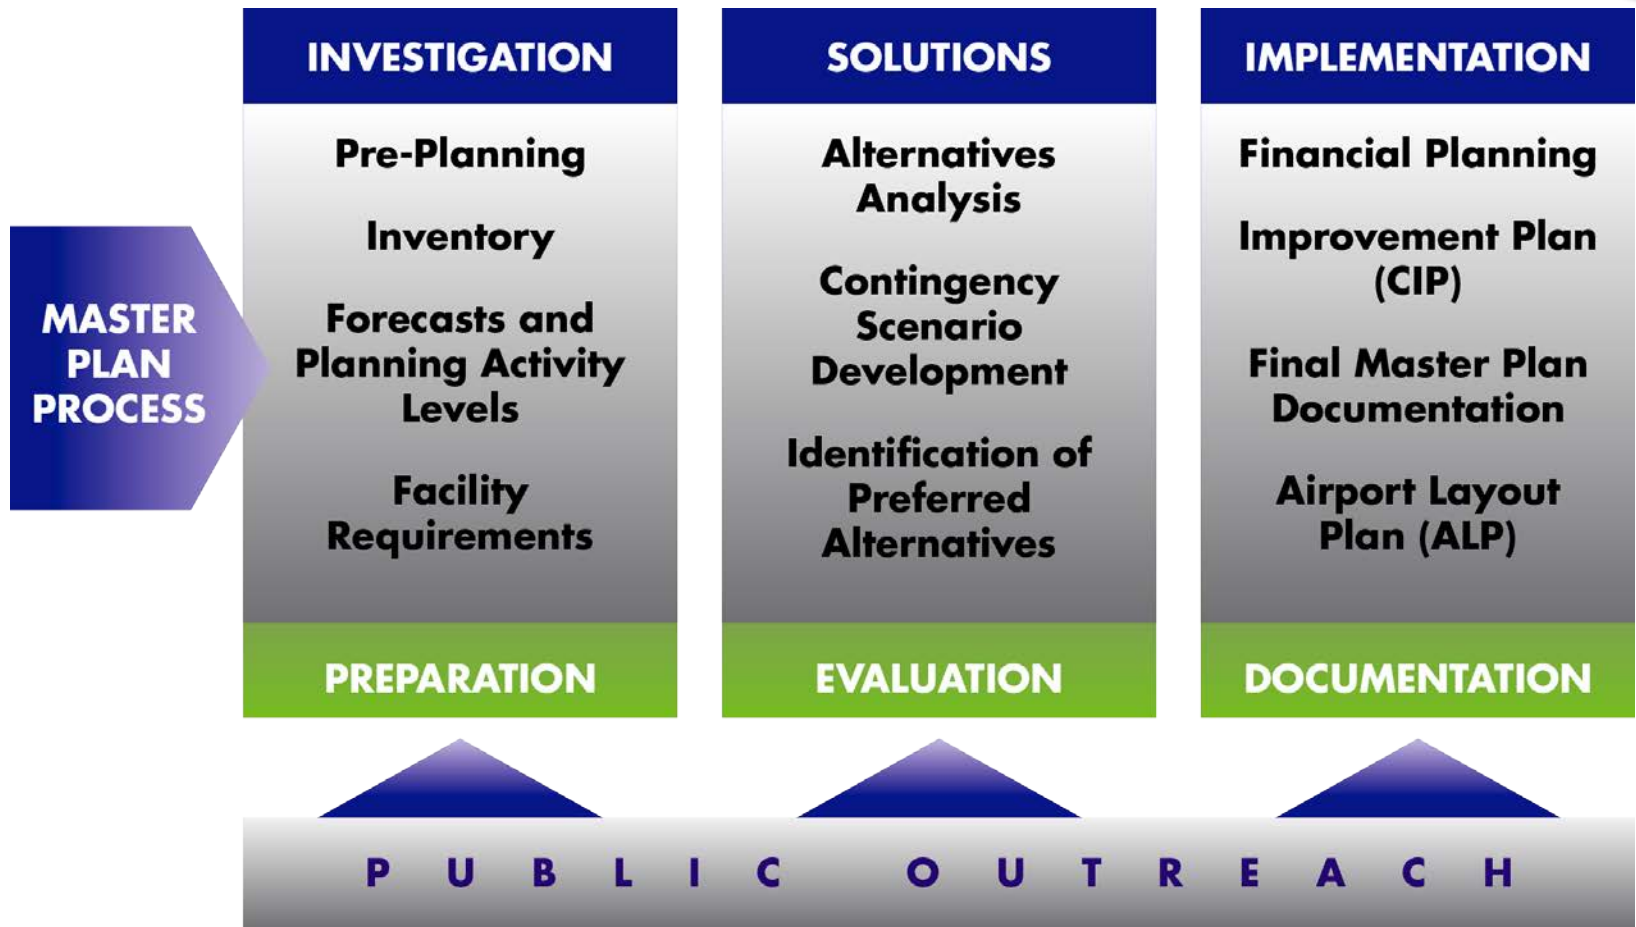 MASTER
PLAN
PROCESS
INVESTIGATION
Pre-Planning
Inventory
Forecasts and
Planning Activity
Levels
Facility
Requirements
PREPARATION
SOLUTIONS
Alternatives
Analysis
Contingency
Scenario
Development
Identification of
Preferred
Alternatives
EVALUATION
IMPLEMENTATION
Financial Planning
Improvement Plan
(CIP)
Final Master Plan
Documentation
Airport Layout
Plan (ALP)
DOCUMENTATION
PUBLIC OUTREACH